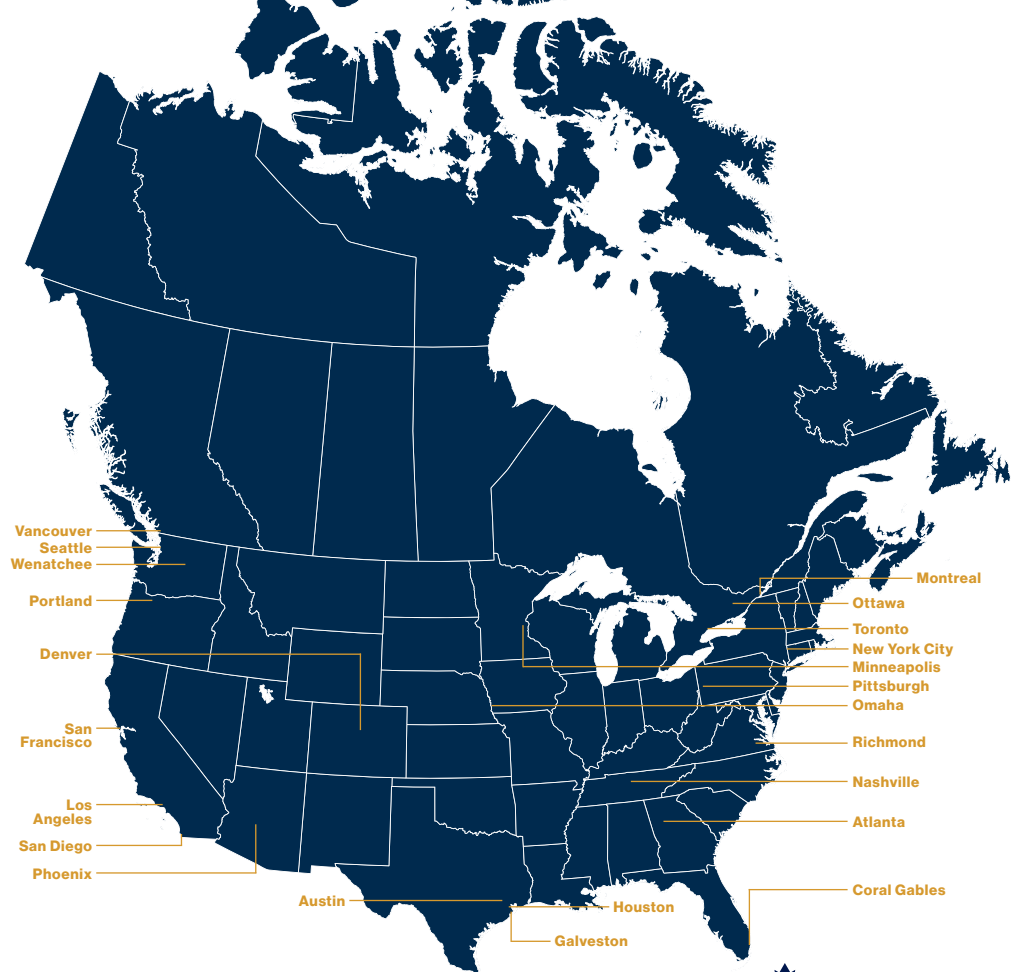 Vancouver
Seattle
Wenatchee
Portland
Denver
San
Francisco
Los
Angeles
San Diego
Phoenix
Austin
Houston
Galveston
Montreal
Ottawa
Toronto
New York City
Minneapolis
Pittsburgh
Omaha
Richmond
Nashville
Atlanta
Coral Gables